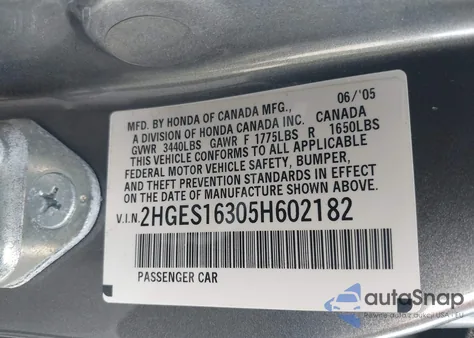 MFD. BY HONDA OF CANADA MFG., 06/'05
A DIVISION OF HONDA CANADA INC. CANADA
GVWR 3440LBS GAWR F 1775LBS R 1650LBS
THIS VEHICLE CONFORMS TO ALL APPLICABLE
FEDERAL MOTOR VEHICLE SAFETY, BUMPER,
AND THEFT PREVENTION STANDARDS IN EFFECT
ON THE DATE OF MANUFACTURE SHOWN ABOVE.
V.I.N. 2HGES16305H602182
PASSENGER CAR
autoSnap